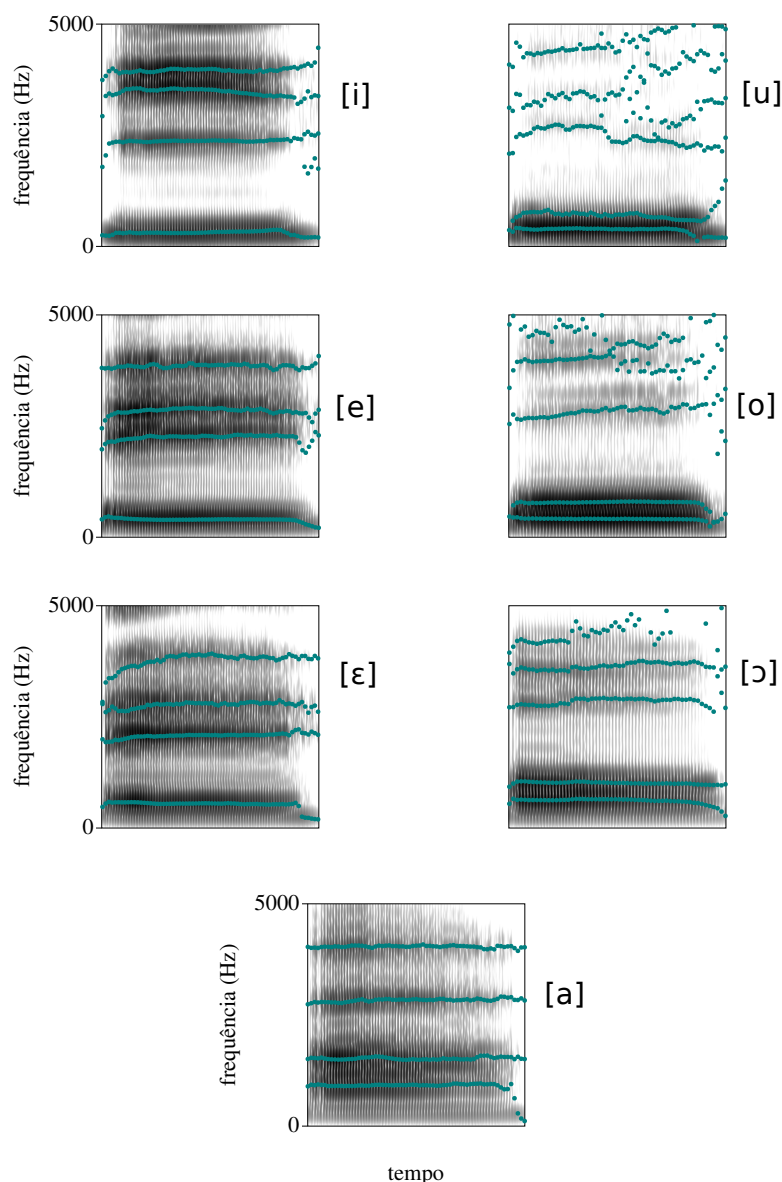 5000
frequência (Hz)
0
[i]
[u]
5000
frequência (Hz)
0
[e]
[o]
5000
frequência (Hz)
0
[ɛ]
[ɔ]
5000
frequência (Hz)
0
[a]
tempo